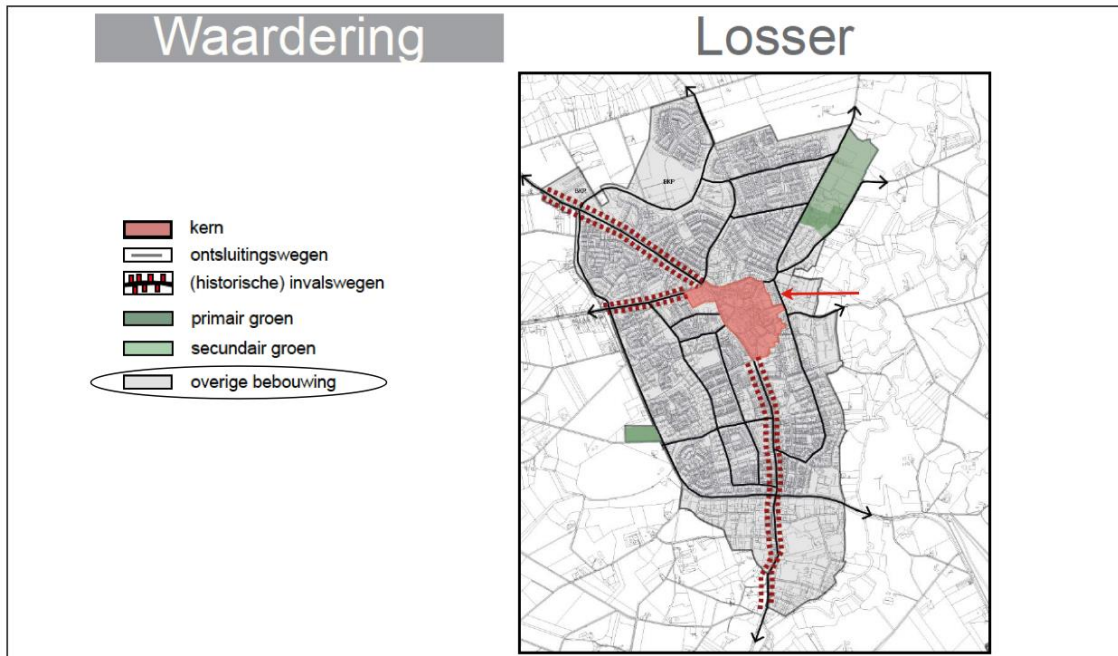 Waardering
Losser
kern
ontsluitingswegen
(historische) invalswegen
primair groen
secundair groen
overige bebouwing